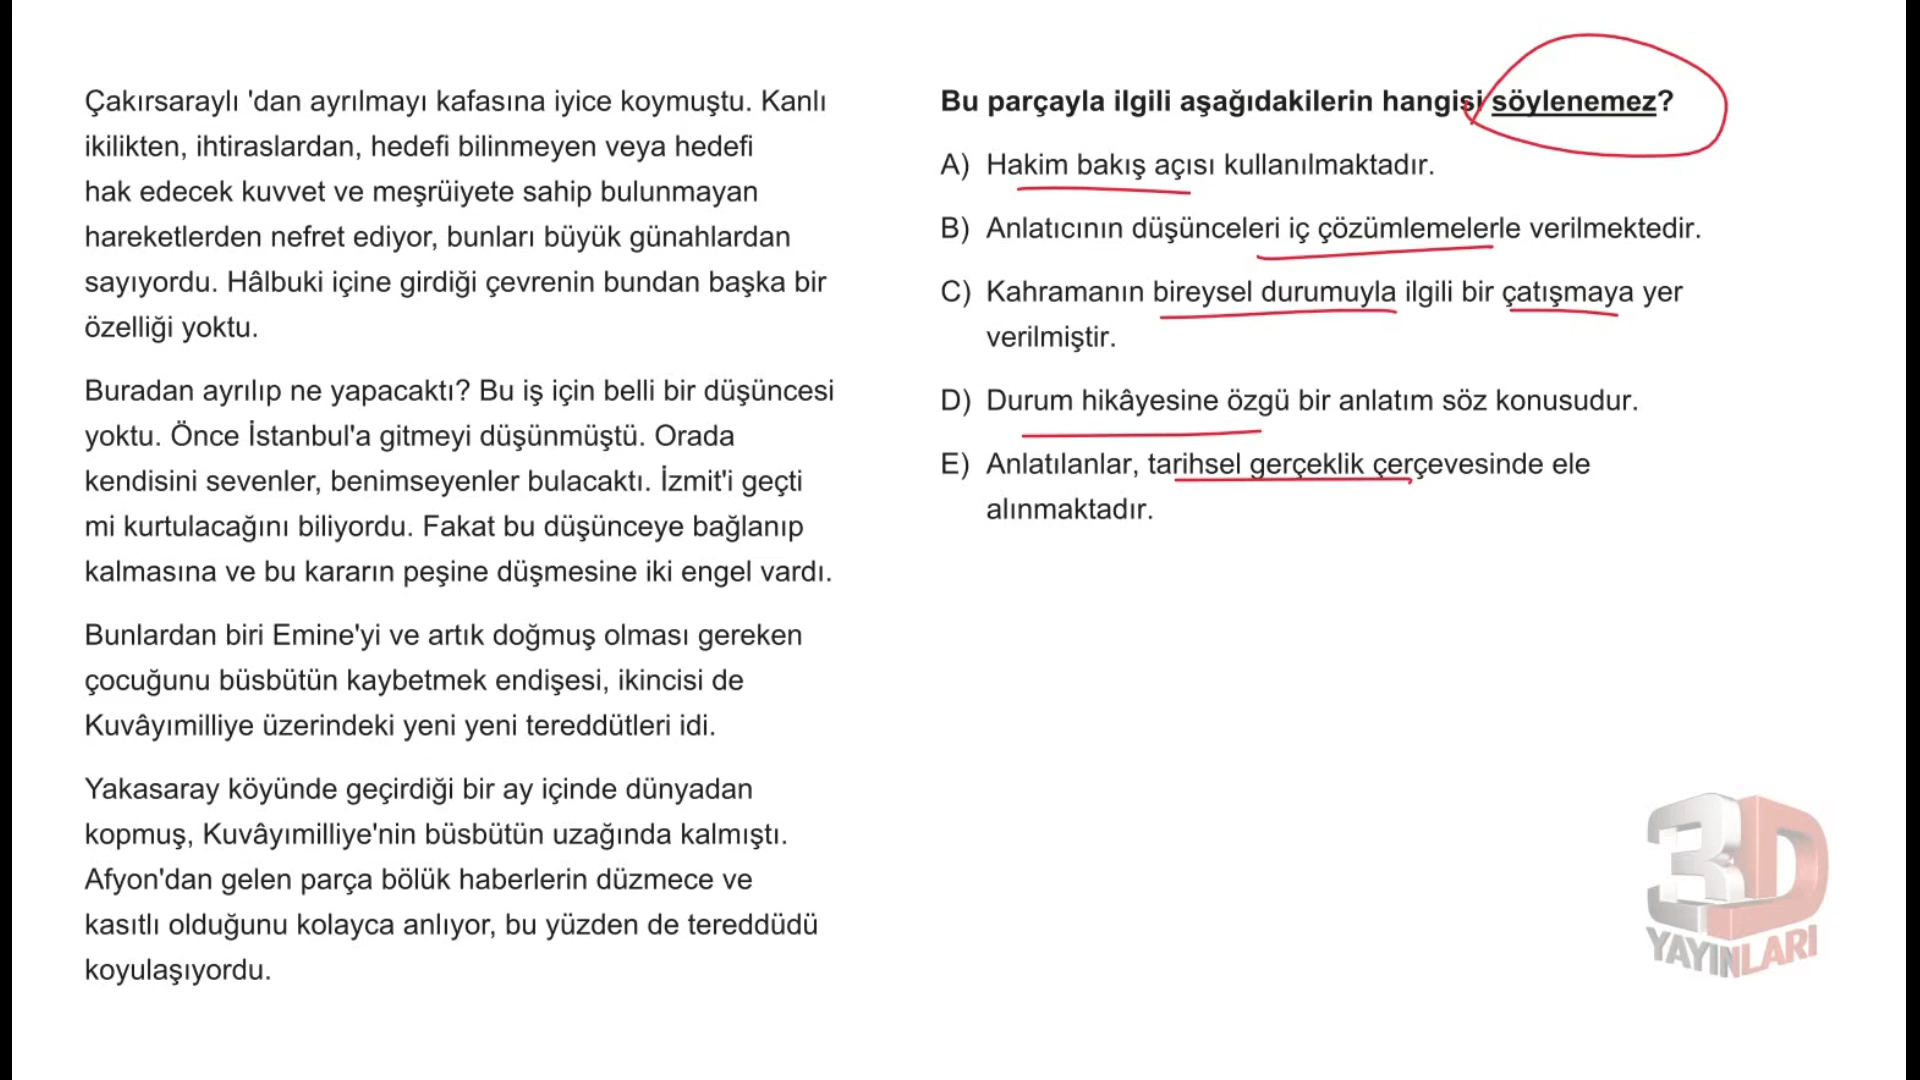 Çakırsaraylı 'dan ayrılmayı kafasına iyice koymuştu. Kanlı
ikilikten, ihtiraslardan, hedefi bilinmeyen veya hedefi
hak edecek kuvvet ve meşrüiyete sahip bulunmayan
hareketlerden nefret ediyor, bunları büyük günahlardan
sayıyordu. Hâlbuki içine girdiği çevrenin bundan başka bir
özelliği yoktu.
Buradan ayrılıp ne yapacaktı? Bu iş için belli bir düşüncesi
yoktu. Önce İstanbul'a gitmeyi düşünmüştü. Orada
kendisini sevenler, benimseyenler bulacaktı. İzmit'i geçti
mi kurtulacağını biliyordu. Fakat bu düşünceye bağlanıp
kalmasına ve bu kararın peşine düşmesine iki engel vardı.
Bunlardan biri Emine'yi ve artık doğmuş olması gereken
çocuğunu büsbütün kaybetmek endişesi, ikincisi de
Kuvâyımilliye üzerindeki yeni yeni tereddütleri idi.
Yakasaray köyünde geçirdiği bir ay içinde dünyadan
kopmuş, Kuvâyımilliye'nin büsbütün uzağında kalmıştı.
Afyon'dan gelen parça bölük haberlerin düzmece ve
kasıtlı olduğunu kolayca anlıyor, bu yüzden de tereddüdü
koyulaşıyordu.
Bu parçayla ilgili aşağıdakilerin hangisi söylenemez?
A) Hakim bakış açısı kullanılmaktadır.
B) Anlatıcının düşünceleri iç çözümlemelerle verilmektedir.
C) Kahramanın bireysel durumuyla ilgili bir çatışmaya yer
verilmiştir.
D) Durum hikâyesine özgü bir anlatım söz konusudur.
E) Anlatılanlar, tarihsel gerçeklik çerçevesinde ele
alınmaktadır.
3D
YAYINLARI